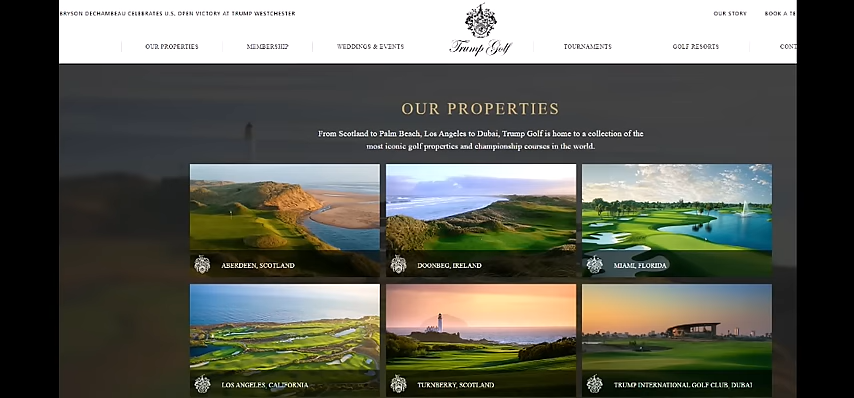 BRYSON DECHAMBEAU CELEBRATES U.S. OPEN VICTORY AT TRUMP WESTCHESTER
OUR STORY
BOOK A TE
OUR PROPERTIES
MEMBERSHIP
WEDDINGS & EVENTS
Trump Golf
TOURNAMENTS
GOLF RESORTS
CONT
OUR PROPERTIES
From Scotland to Palm Beach, Los Angeles to Dubai, Trump Golf is home to a collection of the
most iconic golf properties and championship courses in the world.
ABERDEEN, SCOTLAND
DOONBEG, IRELAND
MIAMI, FLORIDA
LOS ANGELES, CALIFORNIA
TURNBERRY, SCOTLAND
TRUMP INTERNATIONAL GOLF CLUB, DUBAI